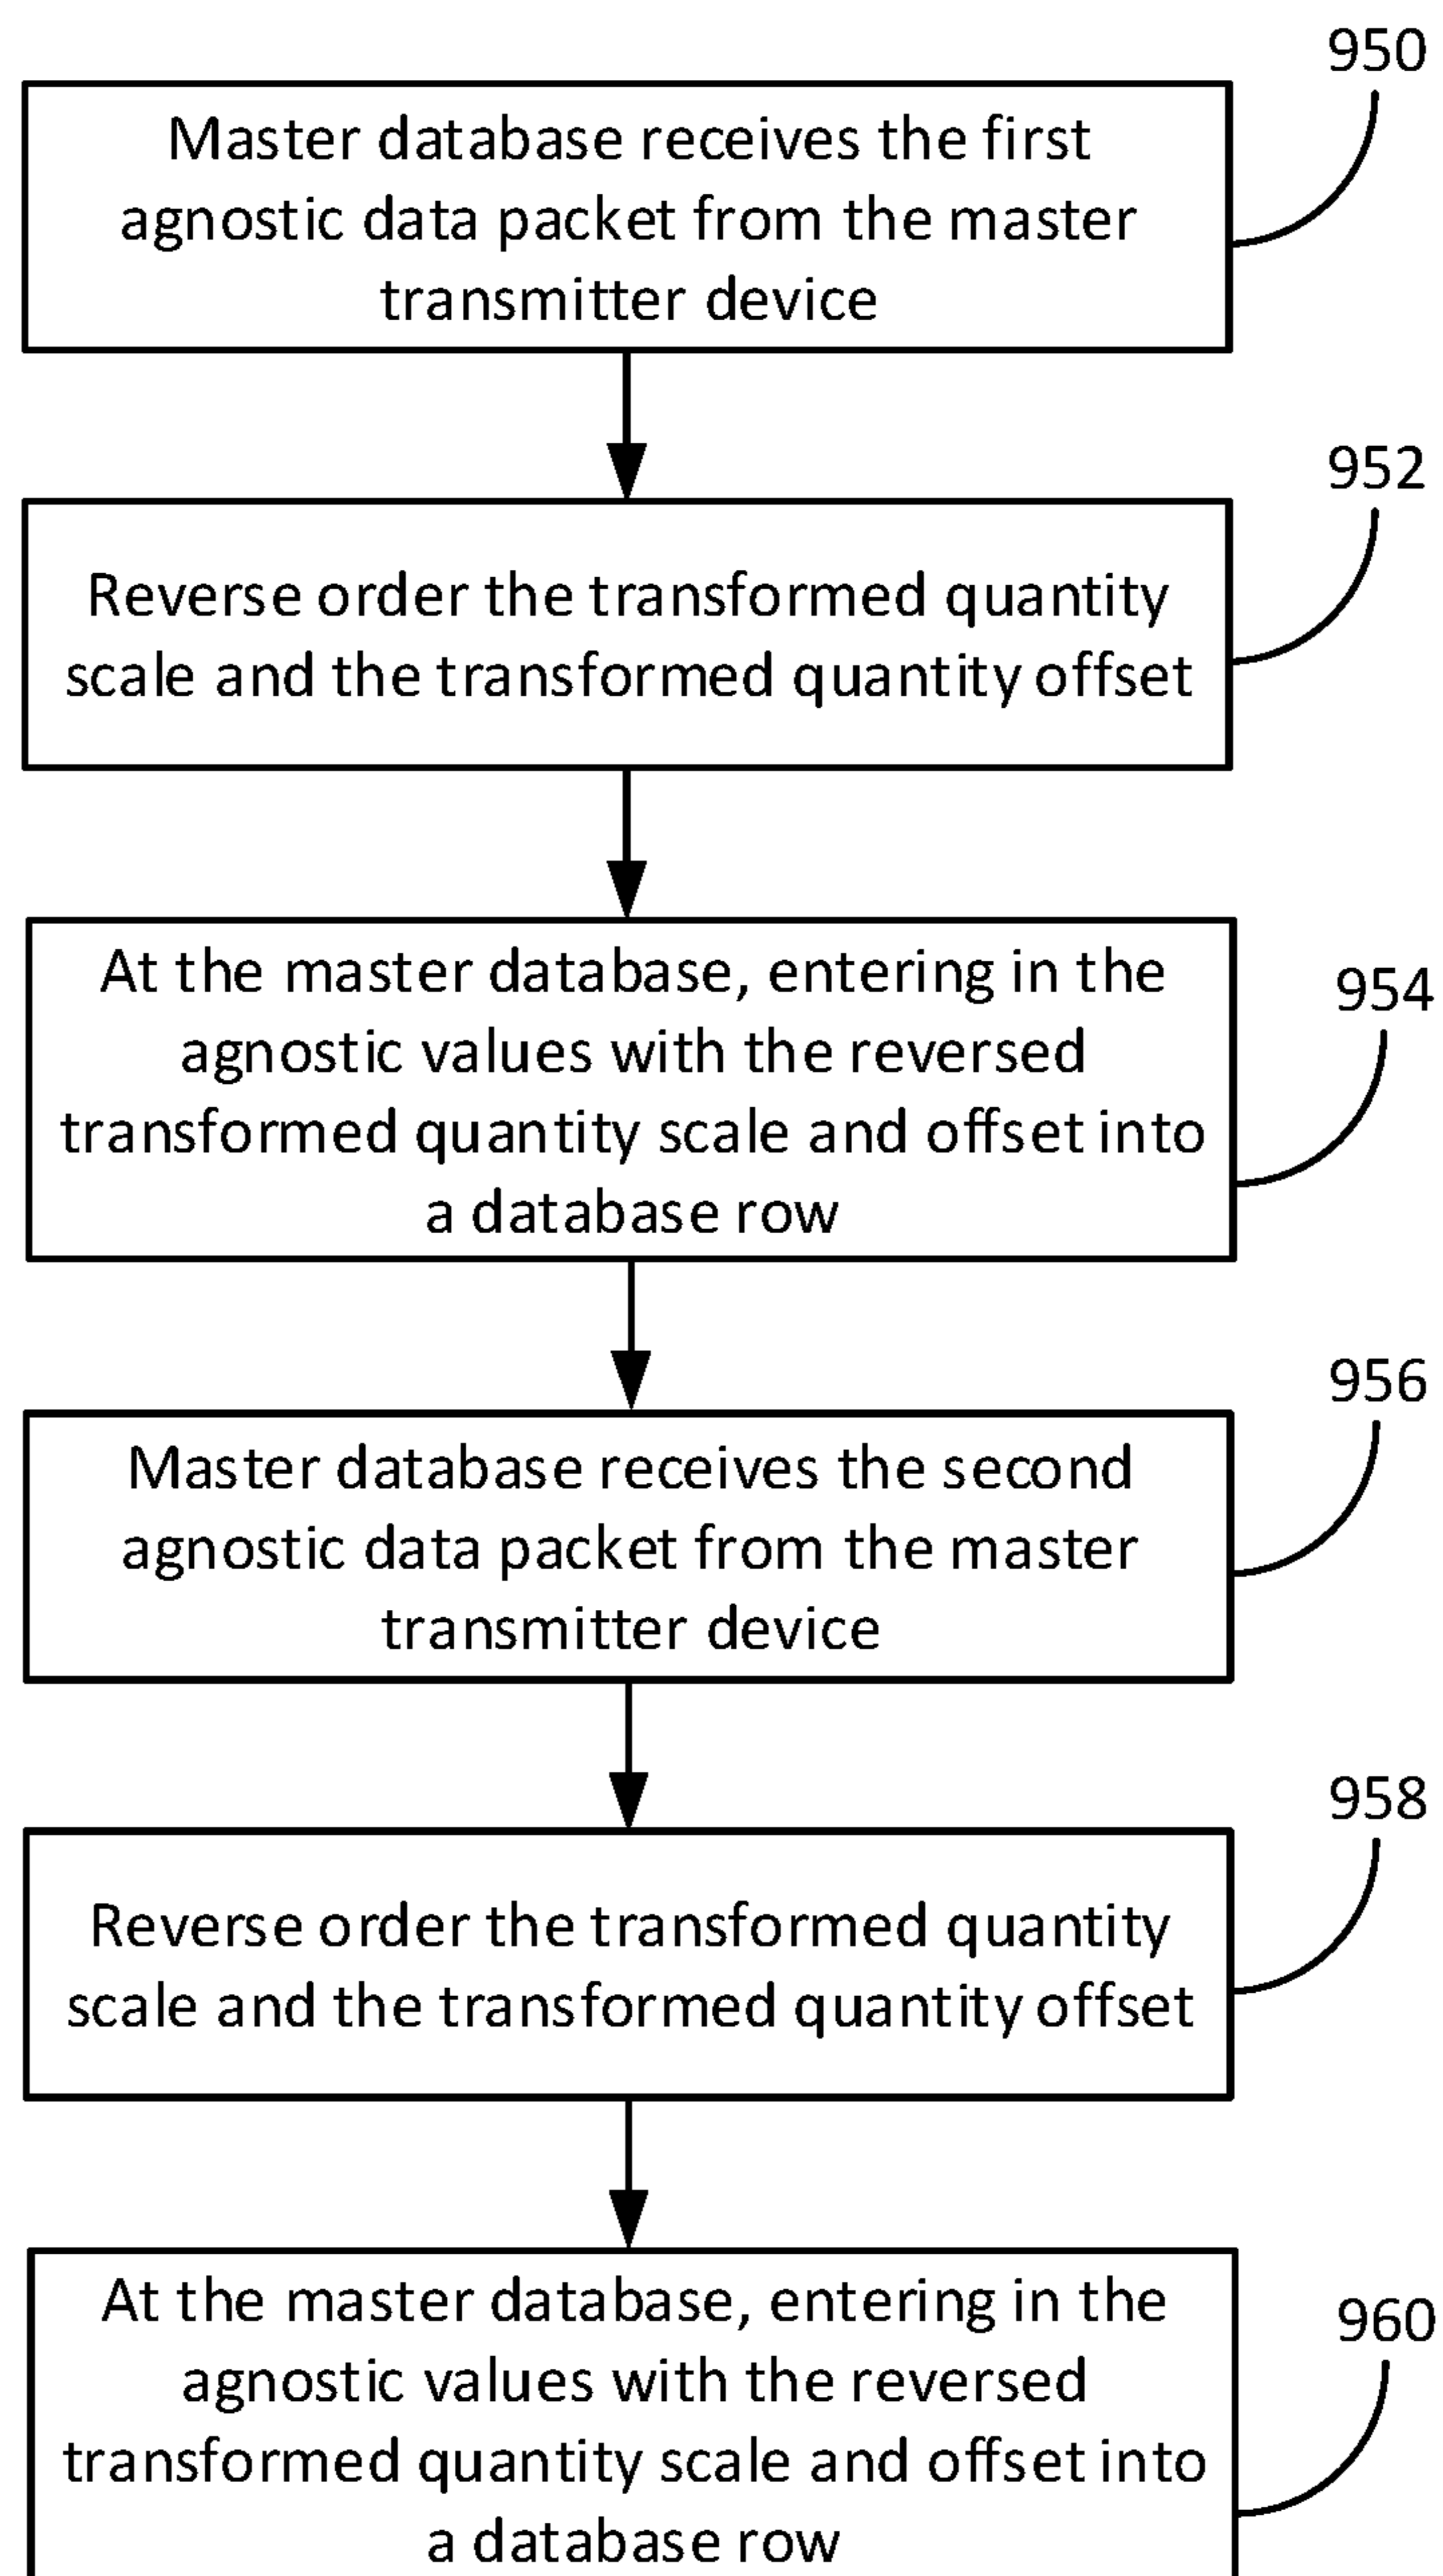 950
Master database receives the first
agnostic data packet from the master
transmitter device
952
Reverse order the transformed quantity
scale and the transformed quantity offset
954
At the master database, entering in the
agnostic values with the reversed
transformed quantity scale and offset into
a database row
956
Master database receives the second
agnostic data packet from the master
transmitter device
958
Reverse order the transformed quantity
scale and the transformed quantity offset
960
At the master database, entering in the
agnostic values with the reversed
transformed quantity scale and offset into
a database row